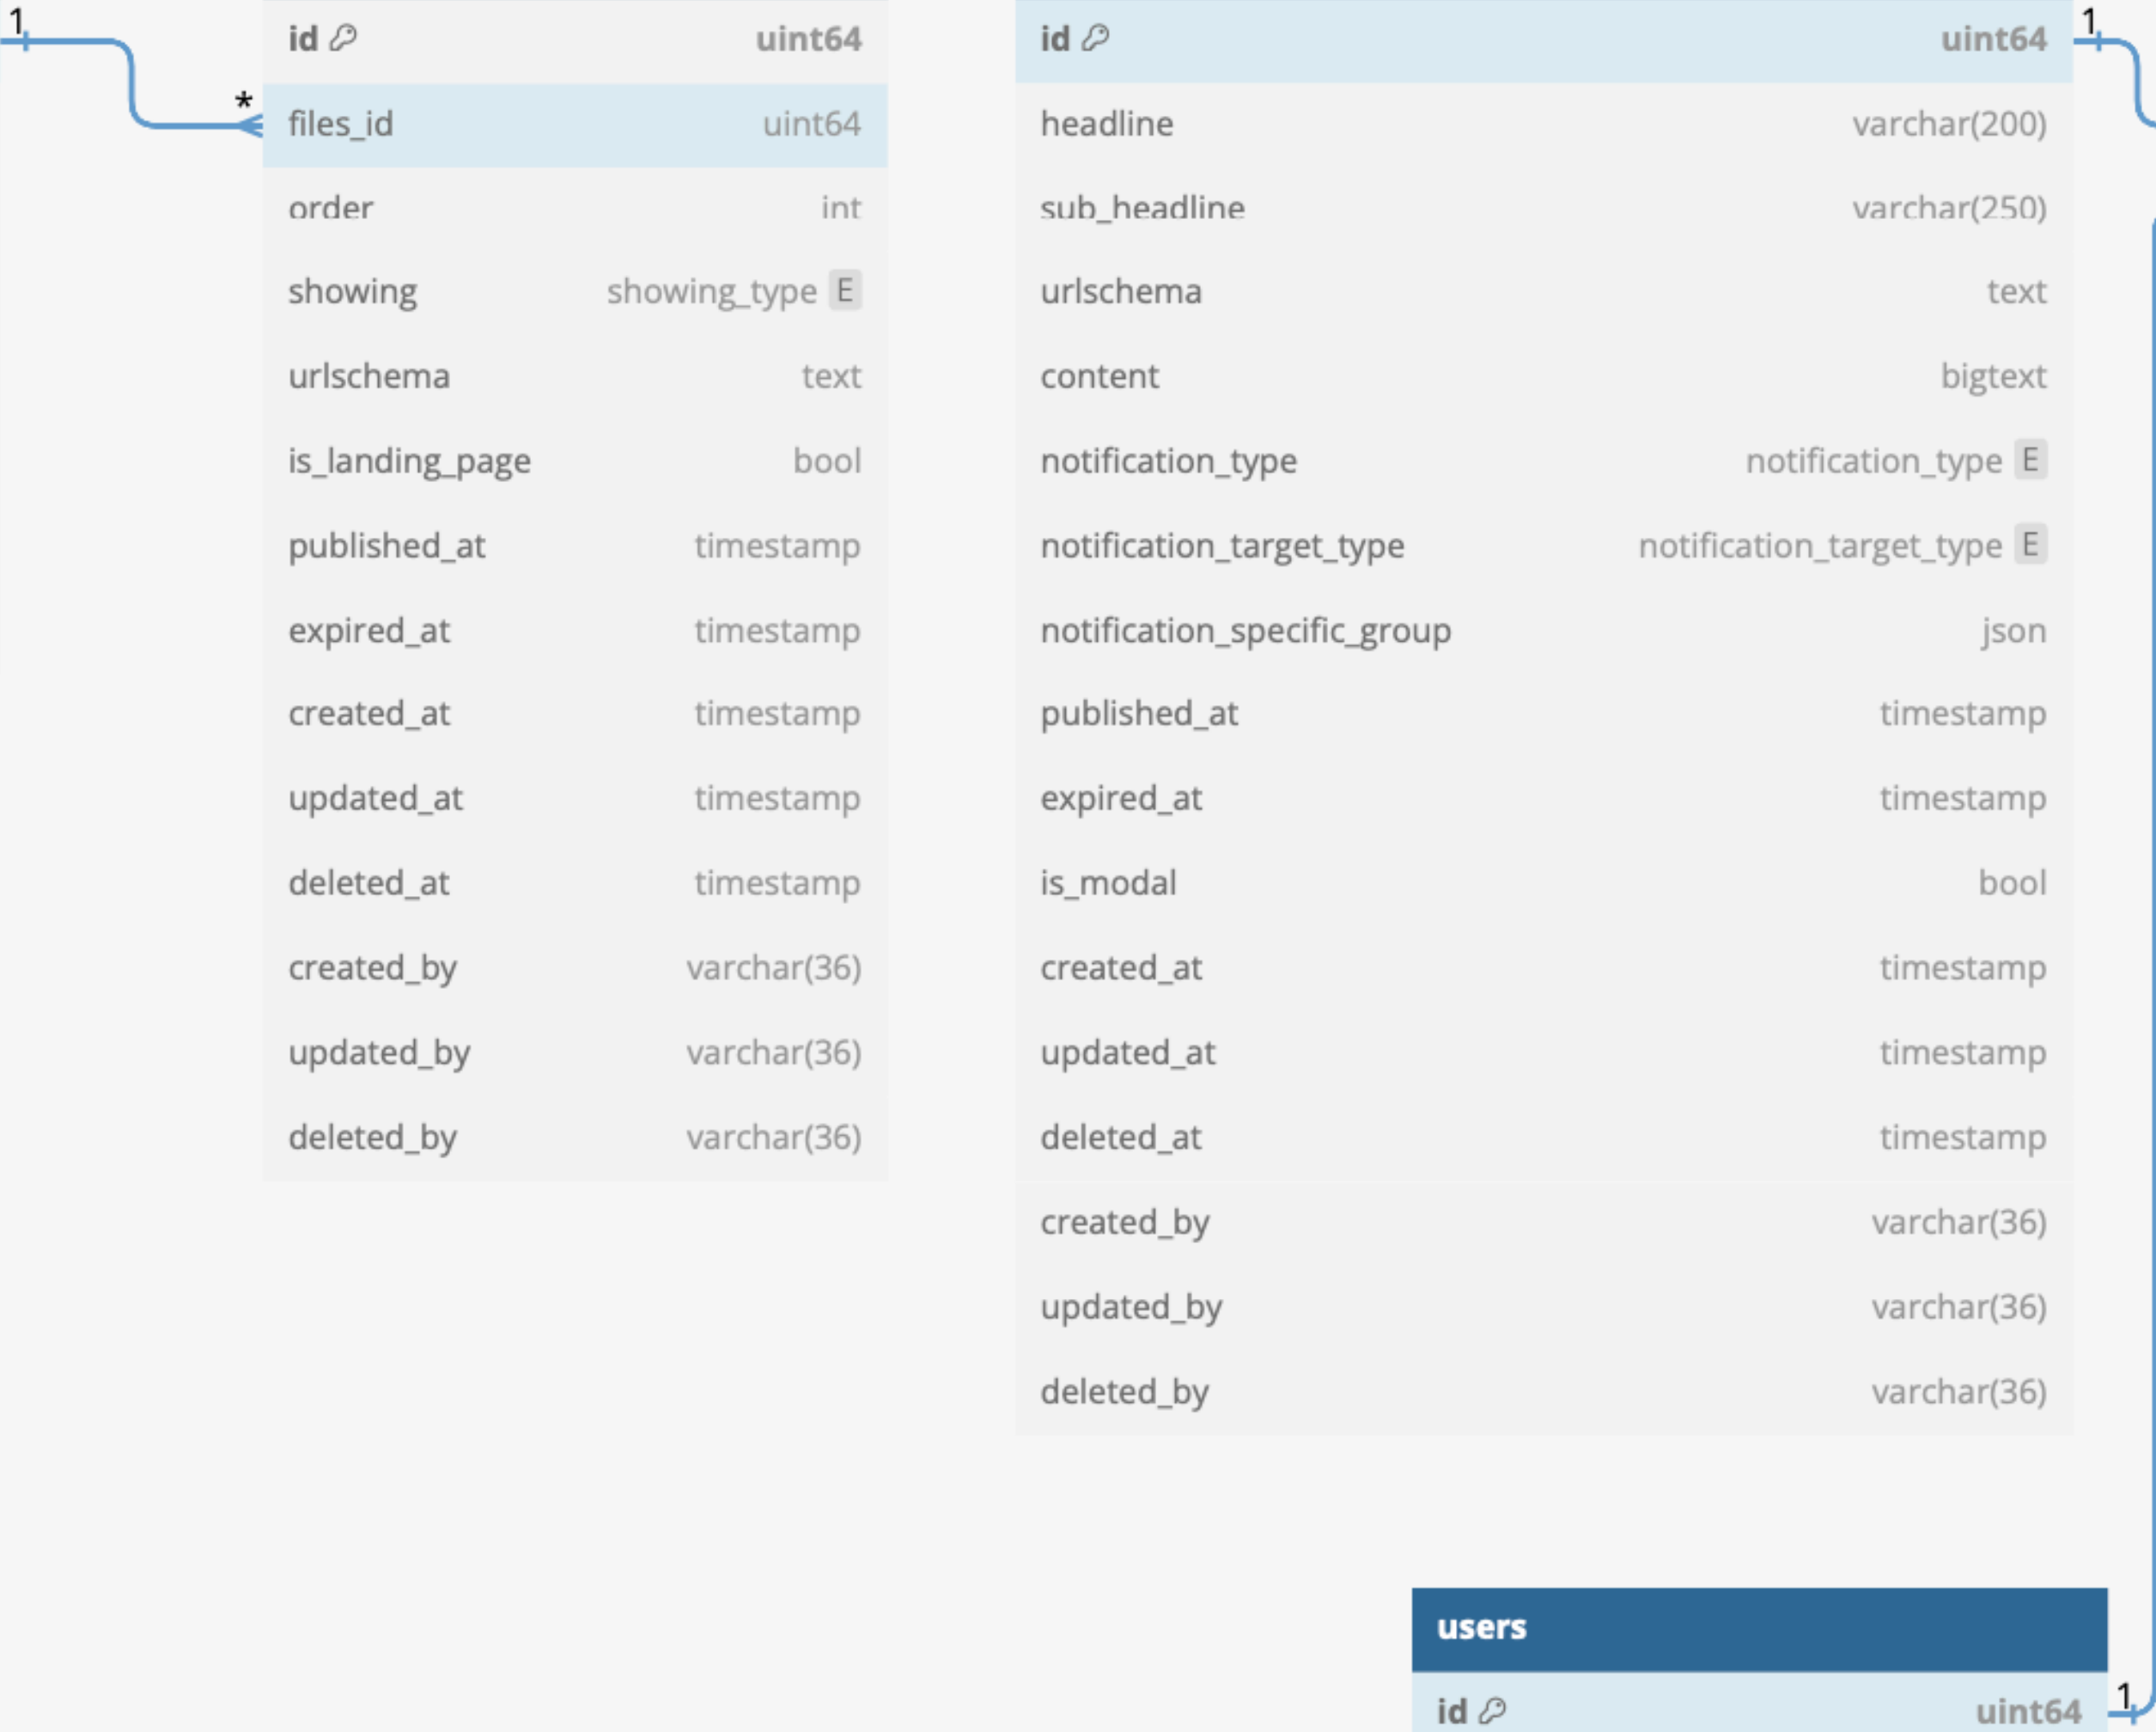 1
id uint64
*
files_id uint64
order int
showing showing_type E
urlschema text
is_landing_page bool
published_at timestamp
expired_at timestamp
created_at timestamp
updated_at timestamp
deleted_at timestamp
created_by varchar(36)
updated_by varchar(36)
deleted_by varchar(36)
id uint64
1
headline varchar(200)
sub_headline varchar(250)
urlschema text
content bigtext
notification_type notification_type E
notification_target_type notification_target_type E
notification_specific_group json
published_at timestamp
expired_at timestamp
is_modal bool
created_at timestamp
updated_at timestamp
deleted_at timestamp
created_by varchar(36)
updated_by varchar(36)
deleted_by varchar(36)
users
id uint64
1